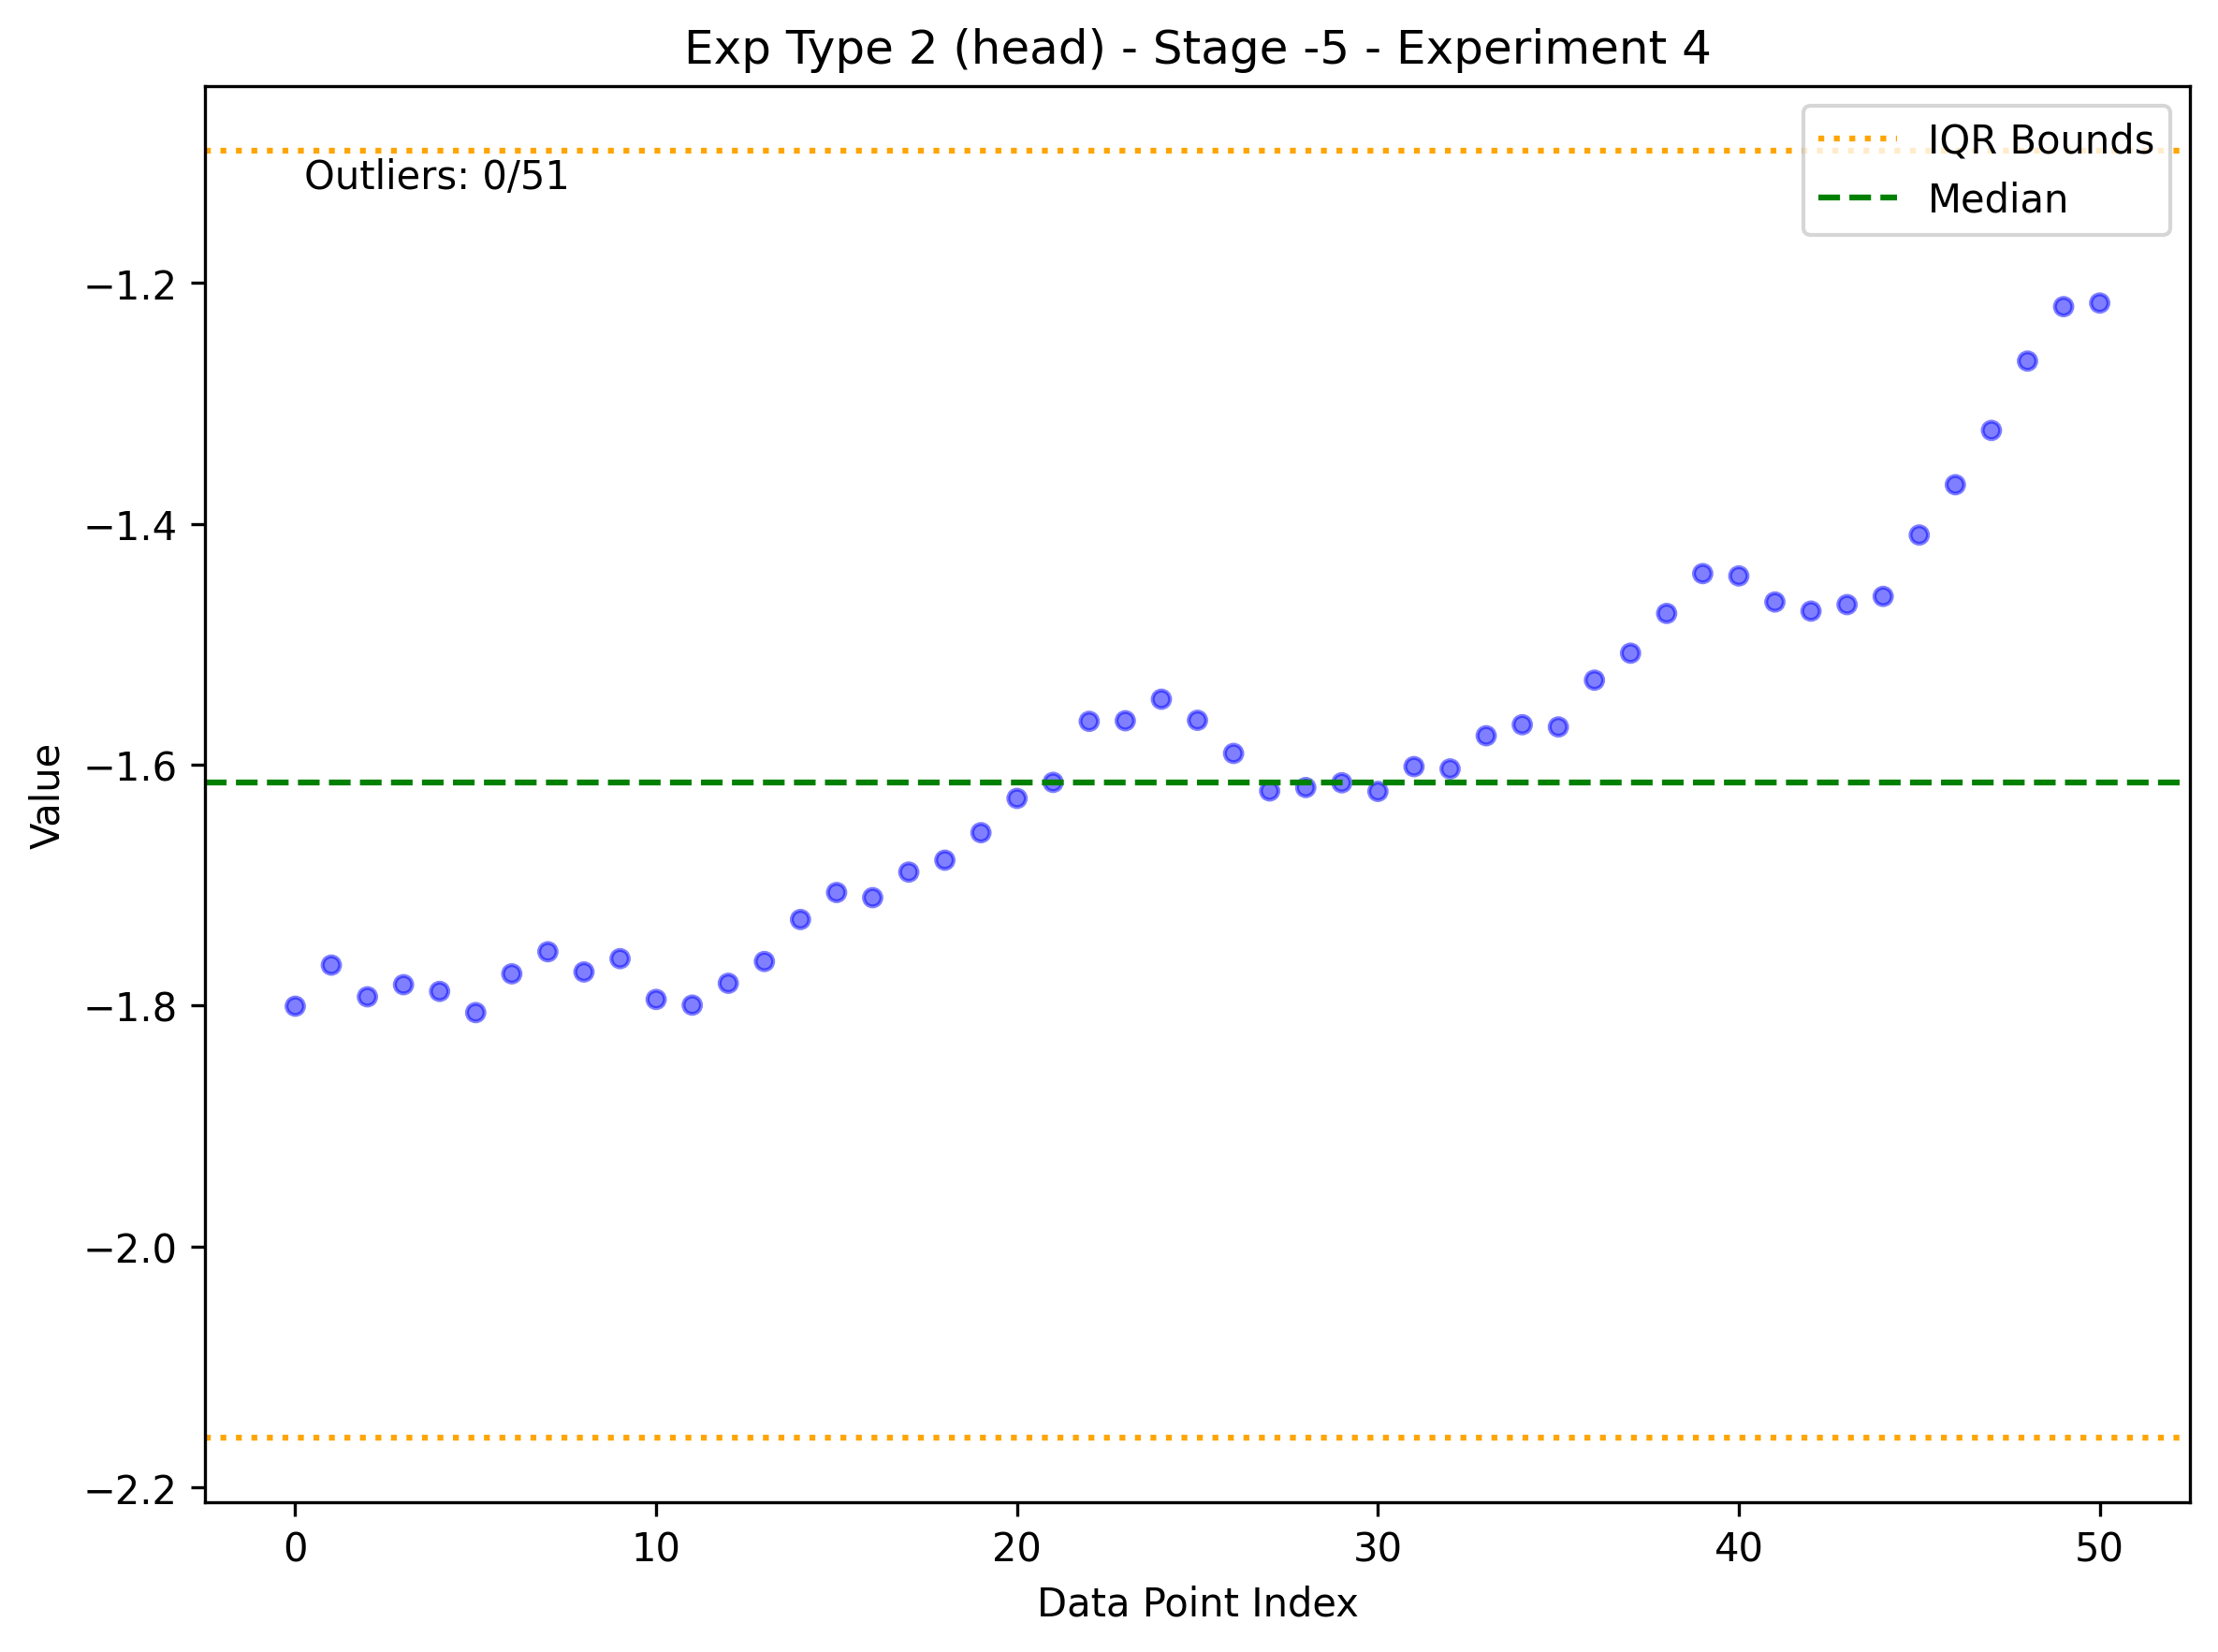 Exp Type 2 (head) - Stage -5 - Experiment 4
Outliers: 0/51
IQR Bounds
Median
−1.2
−1.4
−1.6
−1.8
−2.0
−2.2
Value
0
10
20
30
40
50
Data Point Index